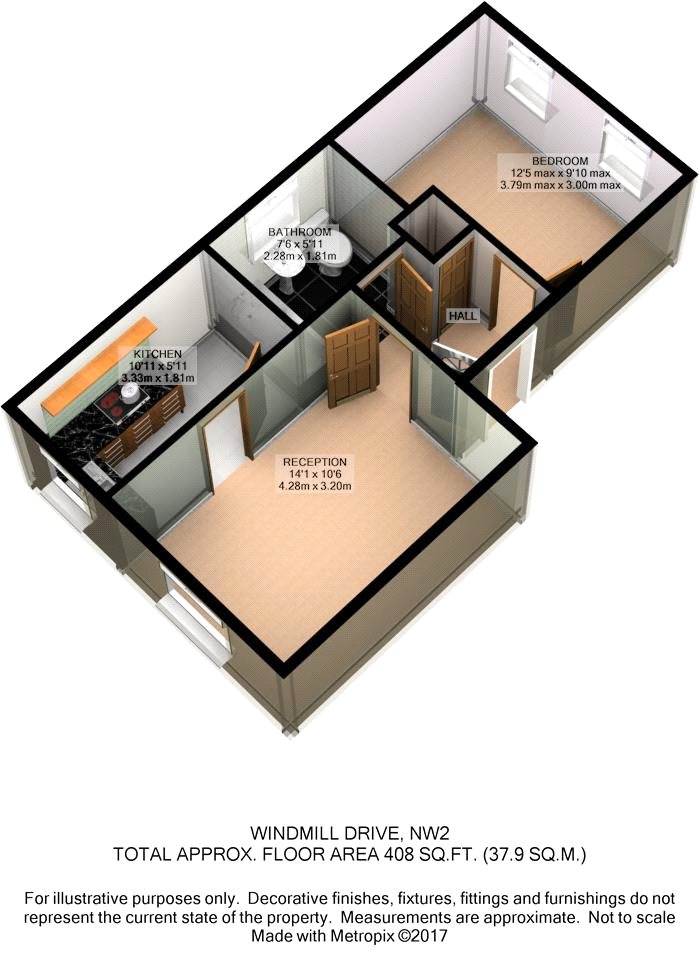 BEDROOM
12'5 max x 9'10 max
3.79m max x 3.00m max
BATHROOM
7'6 x 5'11
2.28m x 1.81m
HALL
KITCHEN
10'11 x 5'11
3.33m x 1.81m
RECEPTION
14'1 x 10'6
4.28m x 3.20m
WINDMILL DRIVE, NW2
TOTAL APPROX. FLOOR AREA 408 SQ.FT. (37.9 SQ.M.)
For illustrative purposes only. Decorative finishes, fixtures, fittings and furnishings do not
represent the current state of the property. Measurements are approximate. Not to scale
Made with Metropix ©2017